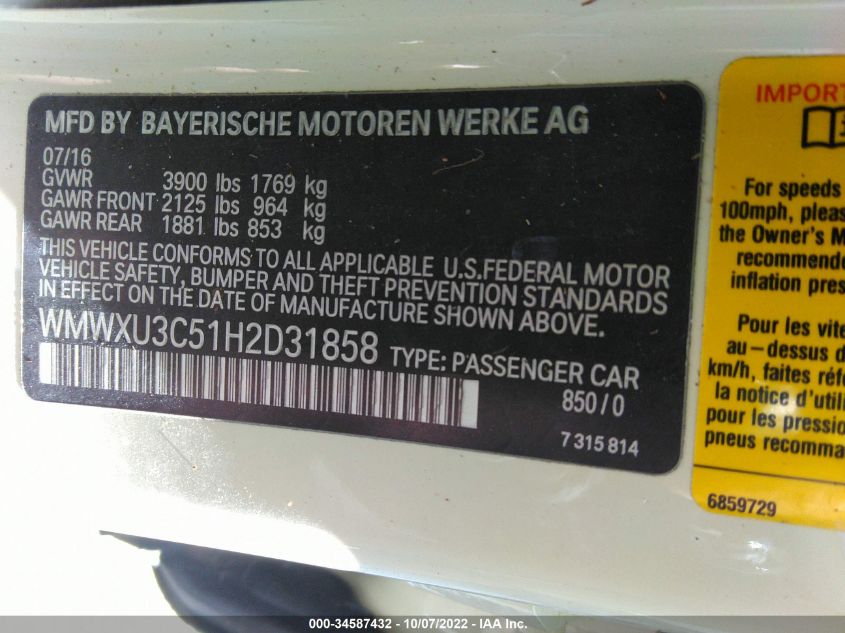 MFD BY BAYERISCHE MOTOREN WERKE AG
07/16
GVWR 3900 lbs 1769 kg
GAWR FRONT 2125 lbs 964 kg
GAWR REAR 1881 lbs 853 kg
THIS VEHICLE CONFORMS TO ALL APPLICABLE U.S.FEDERAL MOTOR
VEHICLE SAFETY, BUMPER AND THEFT PREVENTION STANDARDS
IN EFFECT ON THE DATE OF MANUFACTURE SHOWN ABOVE.
WMWXU3C51H2D31858 TYPE: PASSENGER CAR
850/0
7 315 814
IMPORT
For speeds
100mph, pleas
the Owner's M
recommende
inflation pres
Pour les vite
au-dessus d
km/h, faites réfé
la notice d'util
pour les pression
pneus recomma
6859729
000-34587432 - 10/07/2022 - IAA Inc.